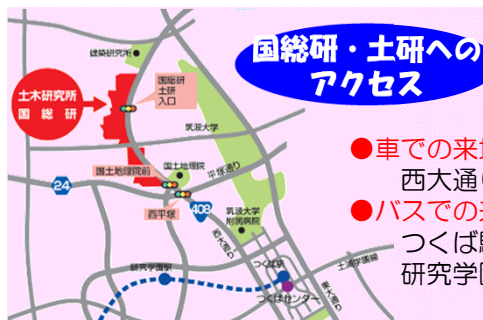 国総研・土研への
アクセス
建築研究所
土木研究所
国総研
国総研
土研
入口
筑波大学
国土地理院前
国土地理院
平塚通り
24
西平塚
408
筑波大学
附属病院
西大通り
研究学園駅
つくば駅
つくばセンター
土浦学園線
東大通り
●車での来場
西大通り
●バスでの来
つくば駅
研究学園